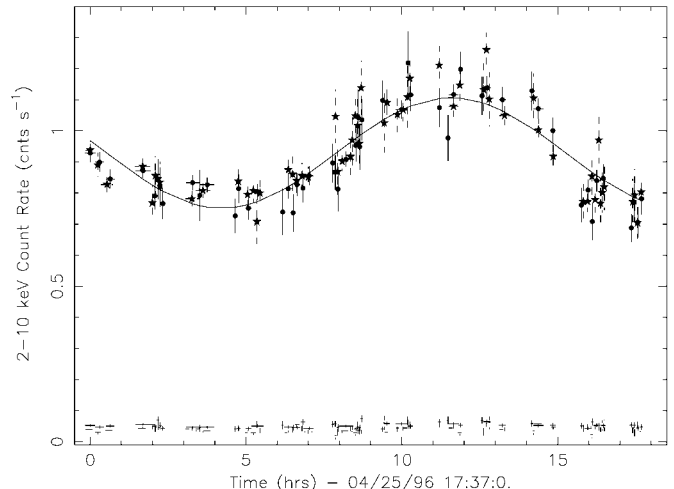 2−10 keV Count Rate (cnts s−1)
1
0.5
0
0 5 10 15
Time (hrs) − 04/25/96 17:37:0.